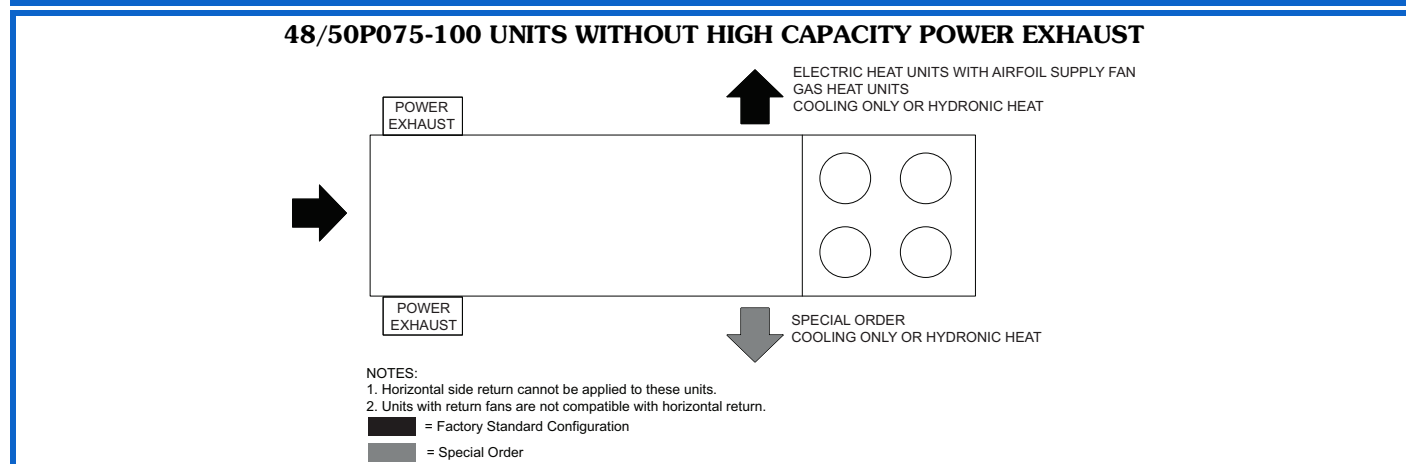 48/50P075-100 UNITS WITHOUT HIGH CAPACITY POWER EXHAUST
ELECTRIC HEAT UNITS WITH AIRFOIL SUPPLY FAN
GAS HEAT UNITS
COOLING ONLY OR HYDRONIC HEAT
POWER
EXHAUST
POWER
EXHAUST
SPECIAL ORDER
COOLING ONLY OR HYDRONIC HEAT
NOTES:
1. Horizontal side return cannot be applied to these units.
2. Units with return fans are not compatible with horizontal return.
= Factory Standard Configuration
= Special Order